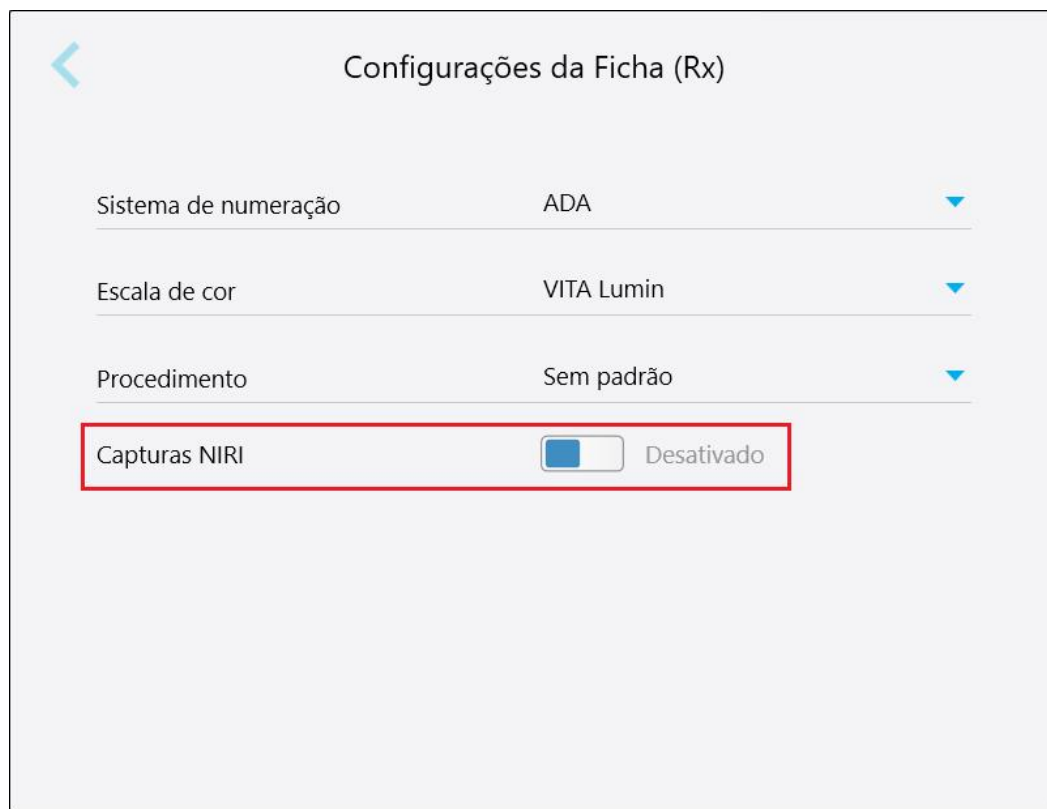 Configurações da Ficha (Rx)
Sistema de numeração ADA
Escala de cor VITA Lumin
Procedimento Sem padrão
Capturas NIRI Desativado